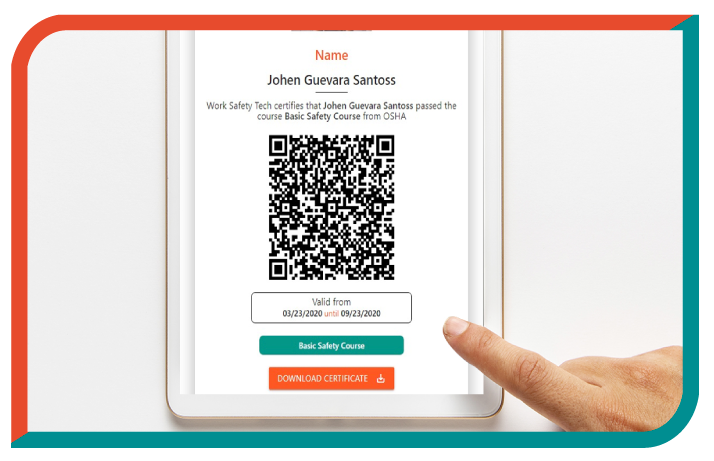 Name
Johen Guevara Santoss
Work Safety Tech certifies that Johen Guevara Santoss passed the
course Basic Safety Course from OSHA
Valid from
03/23/2020 until 09/23/2020
Basic Safety Course
DOWNLOAD CERTIFICATE